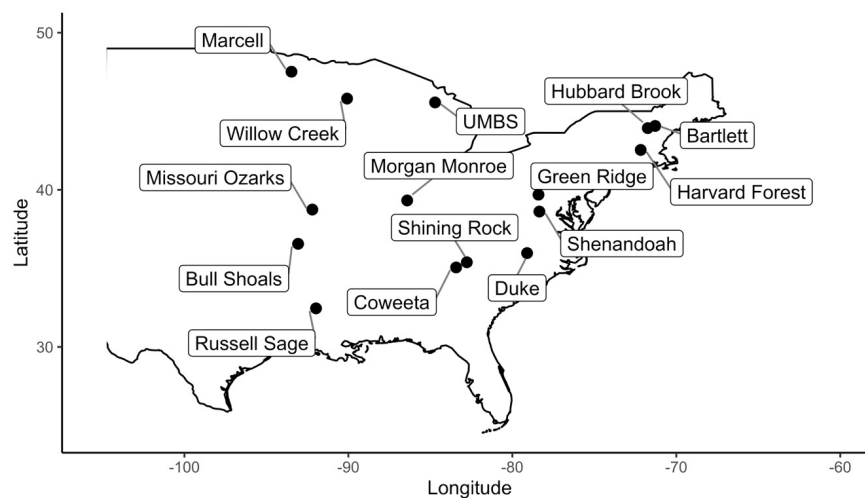 50
Marcell
Hubbard Brook
Willow Creek
UMBS
Bartlett
Morgan Monroe
Missouri Ozarks
Green Ridge
Harvard Forest
40
Latitude
Shining Rock
Shenandoah
Bull Shoals
Coweeta
Duke
Russell Sage
30
-100
-90
-80
-70
-60
Longitude